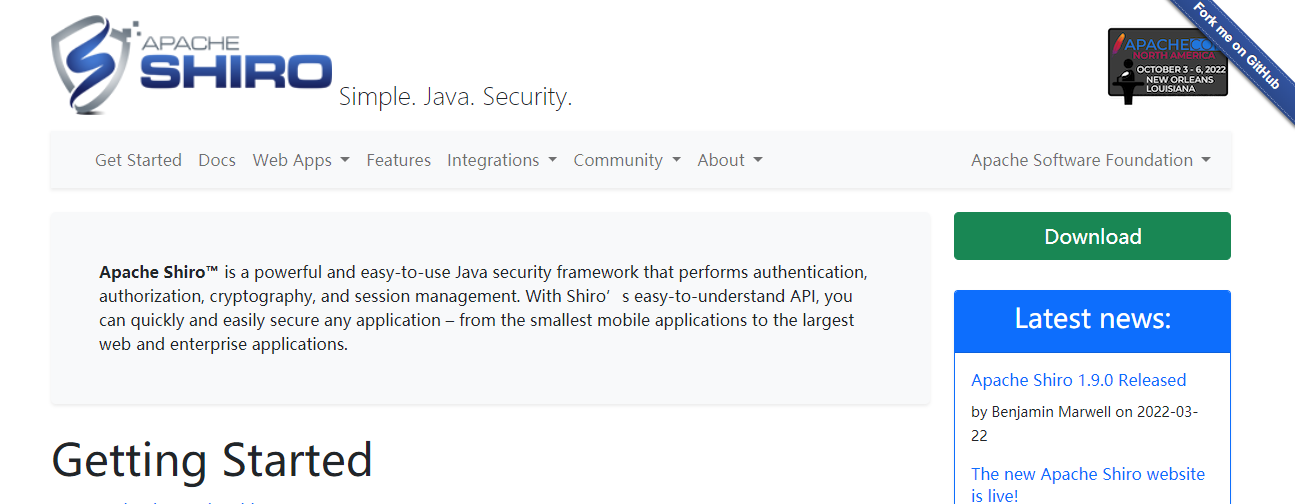 APACHE
SHIRO
Simple. Java. Security.
APACHECO
NORTH AMERICA
OCTOBER 3 - 6, 2022
NEW ORLEANS
LOUISIANA
Fork me on GitHub
Get Started Docs Web Apps Features Integrations Community About Apache Software Foundation
Apache Shiro™ is a powerful and easy-to-use Java security framework that performs authentication,
authorization, cryptography, and session management. With Shiro’s easy-to-understand API, you
can quickly and easily secure any application – from the smallest mobile applications to the largest
web and enterprise applications.
Getting Started
Download
Latest news:
Apache Shiro 1.9.0 Released
by Benjamin Marwell on 2022-03-
22
The new Apache Shiro website
is live!